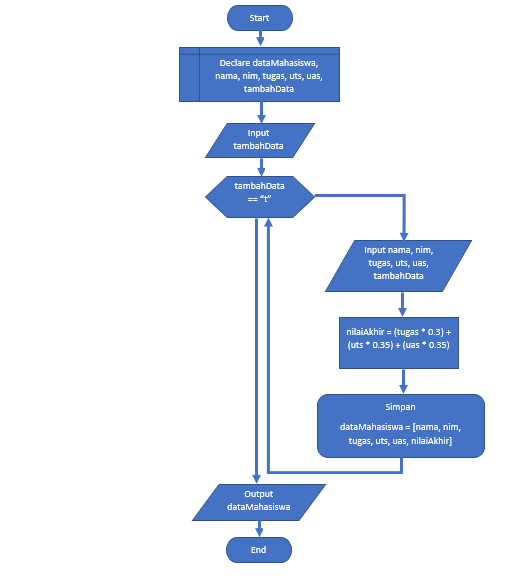 Start
Declare dataMahasiswa,
nama, nim, tugas, uts, uas,
tambahData
Input
tambahData
tambahData
== “t”
Input nama, nim,
tugas, uts, uas,
tambahData
nilaiAkhir = (tugas * 0.3) +
(uts * 0.35) + (uas * 0.35)
Simpan
dataMahasiswa = [nama, nim,
tugas, uts, uas, nilaiAkhir]
Output
dataMahasiswa
End